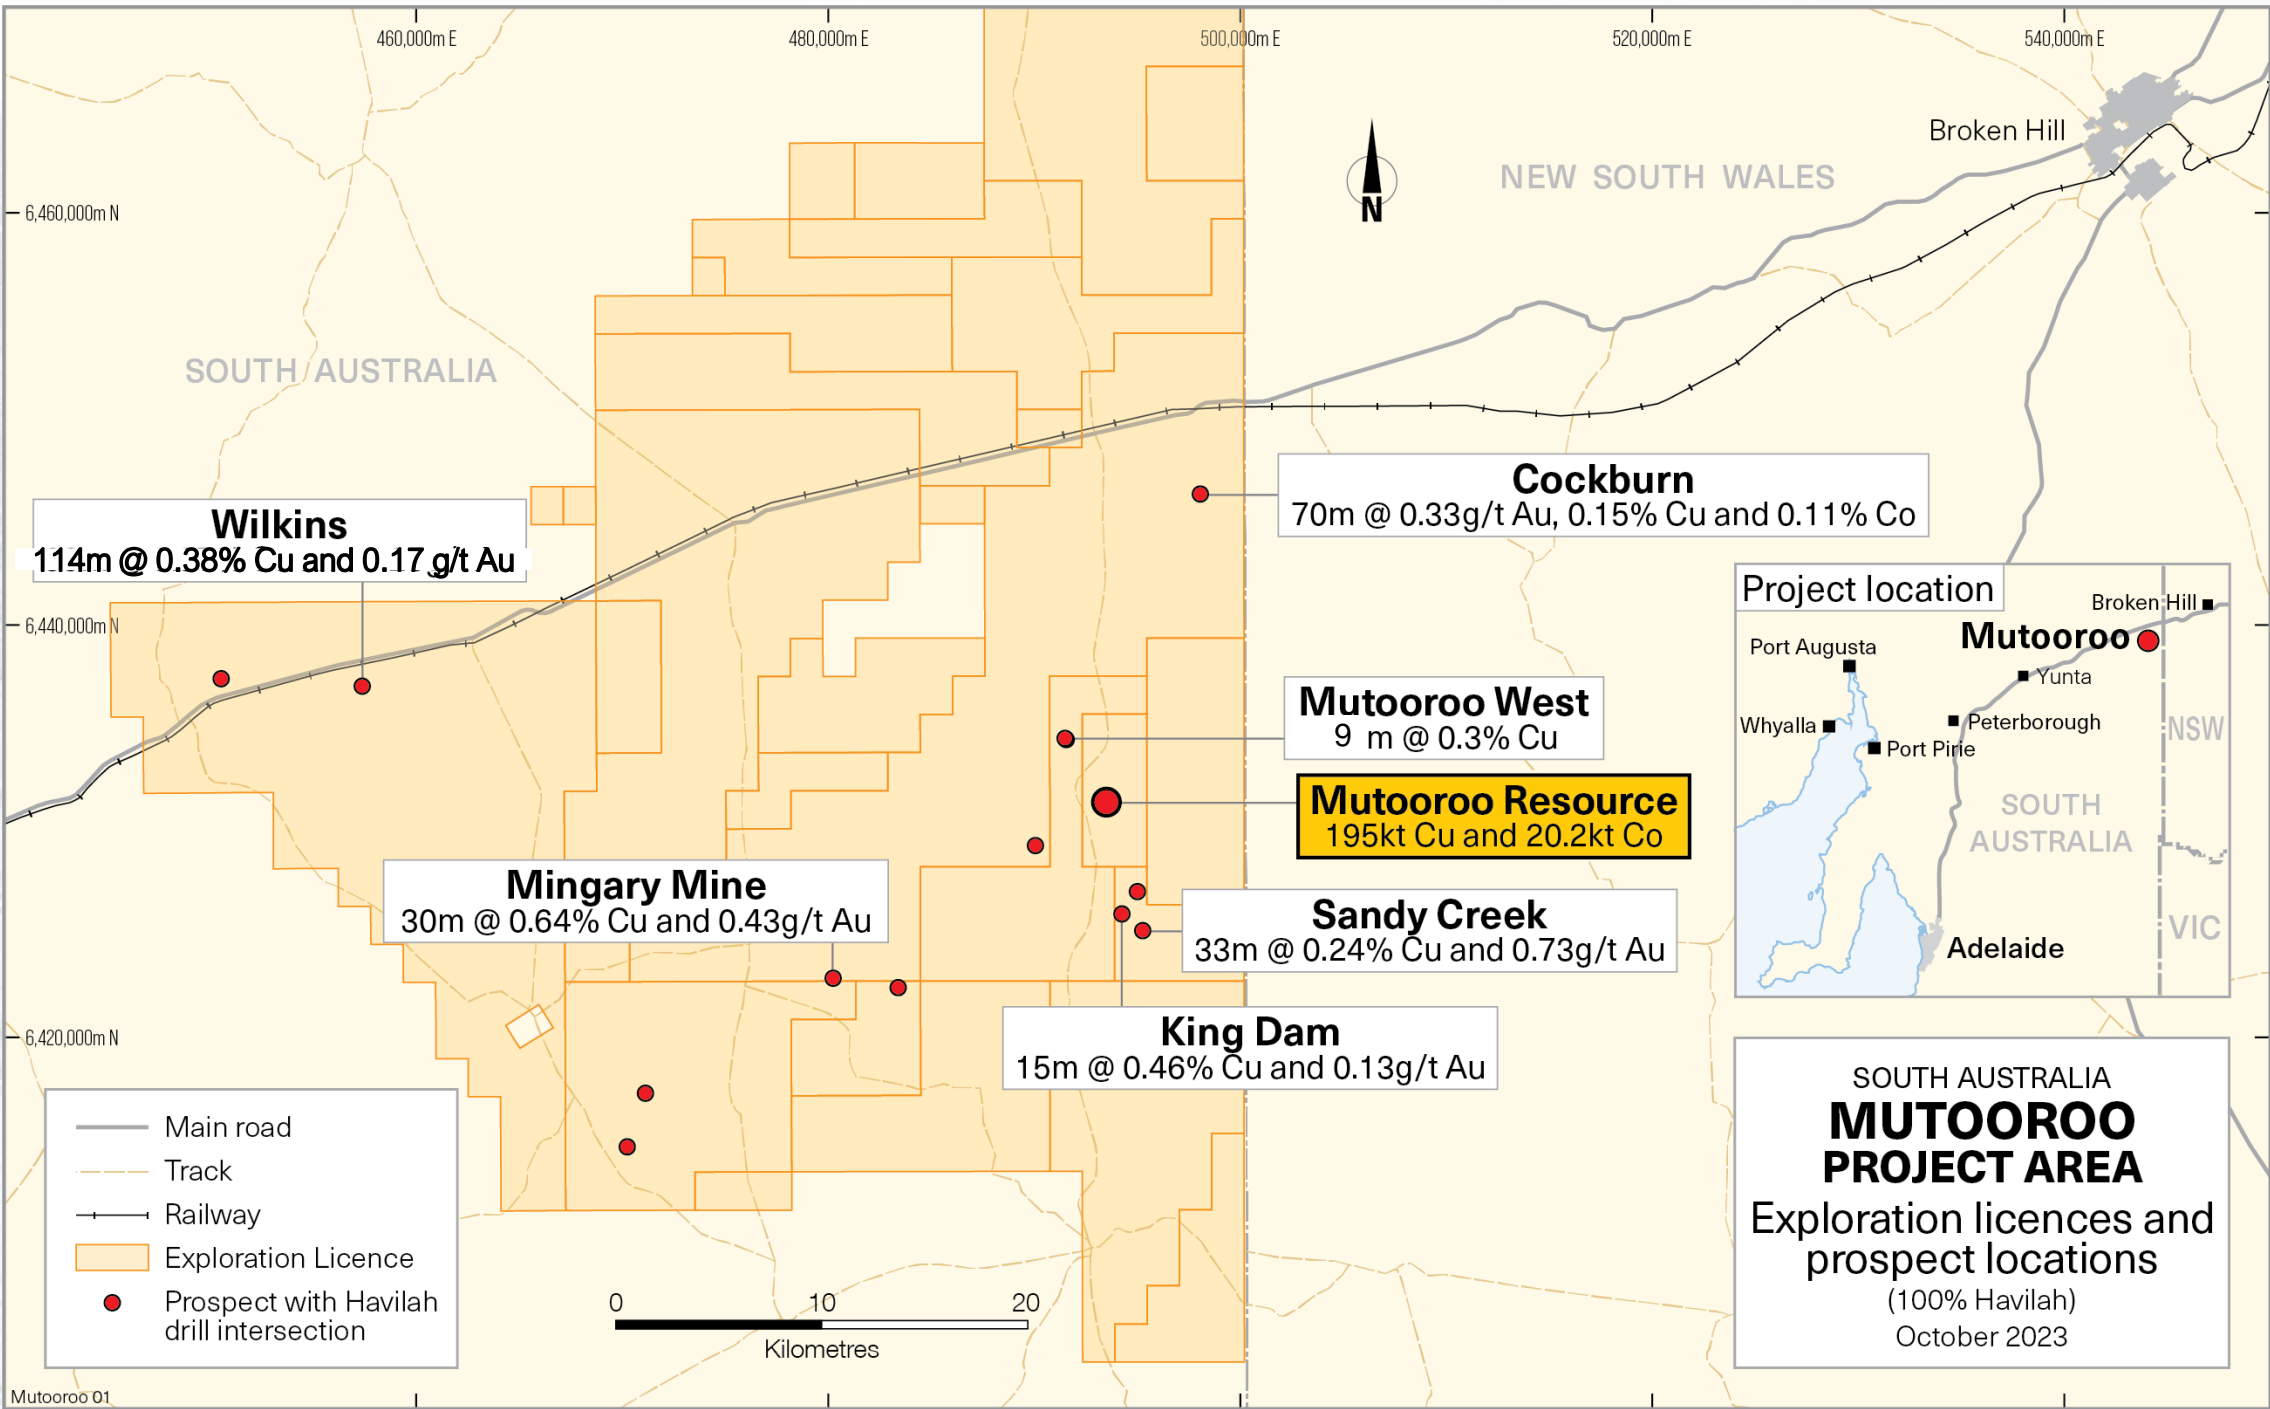 460,000m E
480,000m E
500,000m E
520,000m E
540,000m E
Broken Hill
NEW SOUTH WALES
6,460,000m N
N
SOUTH AUSTRALIA
Cockburn
70m @ 0.33g/t Au, 0.15% Cu and 0.11% Co
Wilkins
114m @ 0.38% Cu and 0.17 g/t Au
6,440,000m N
Project location
Broken Hill
Mutooroo
Port Augusta
Yunta
Whyalla
Peterborough
Port Pirie
NSW
SOUTH
AUSTRALIA
VIC
Adelaide
Mutooroo West
9 m @ 0.3% Cu
Mutooroo Resource
195kt Cu and 20.2kt Co
Mingary Mine
30m @ 0.64% Cu and 0.43g/t Au
Sandy Creek
33m @ 0.24% Cu and 0.73g/t Au
King Dam
15m @ 0.46% Cu and 0.13g/t Au
6,420,000m N
Main road
Track
Railway
Exploration Licence
Prospect with Havilah
drill intersection
0 10 20
Kilometres
SOUTH AUSTRALIA
MUTOOROO
PROJECT AREA
Exploration licences and
prospect locations
(100% Havilah)
October 2023
Mutooroo 01